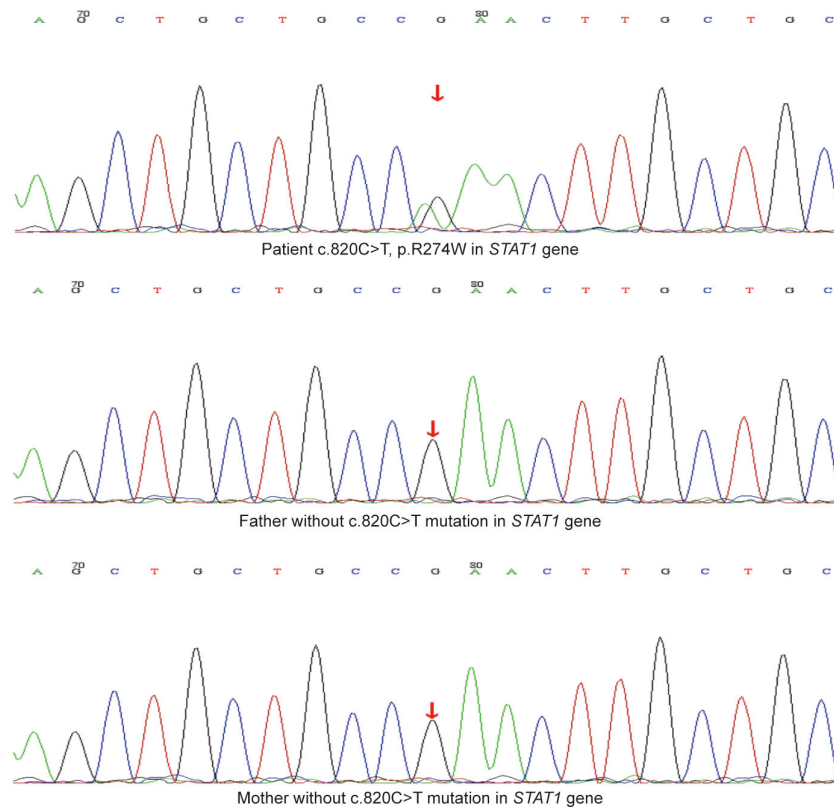 70 80
A G C T G C T G C C G A A C T T G C T G C
Patient c.820C>T, p.R274W in STAT1 gene
70 80
A G C T G C T G C C G A A C T T G C T G C
Father without c.820C>T mutation in STAT1 gene
70 80
A G C T G C T G C C G A A C T T G C T G C
Mother without c.820C>T mutation in STAT1 gene